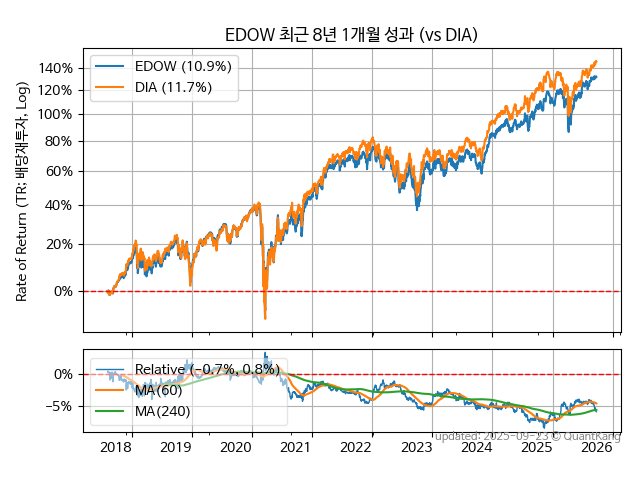 EDOW 최근 8년 1개월 성과 (vs DIA)
Rate of Return (TR: 배당재투자, Log)
140%
120%
100%
80%
60%
40%
20%
0%
EDOW (10.9%)
DIA (11.7%)
0%
−5%
Relative (−0.7%, 0.8%)
MA(60)
MA(240)
updated: 2025-09-23 © QuantKang
2018 2019 2020 2021 2022 2023 2024 2025 2026